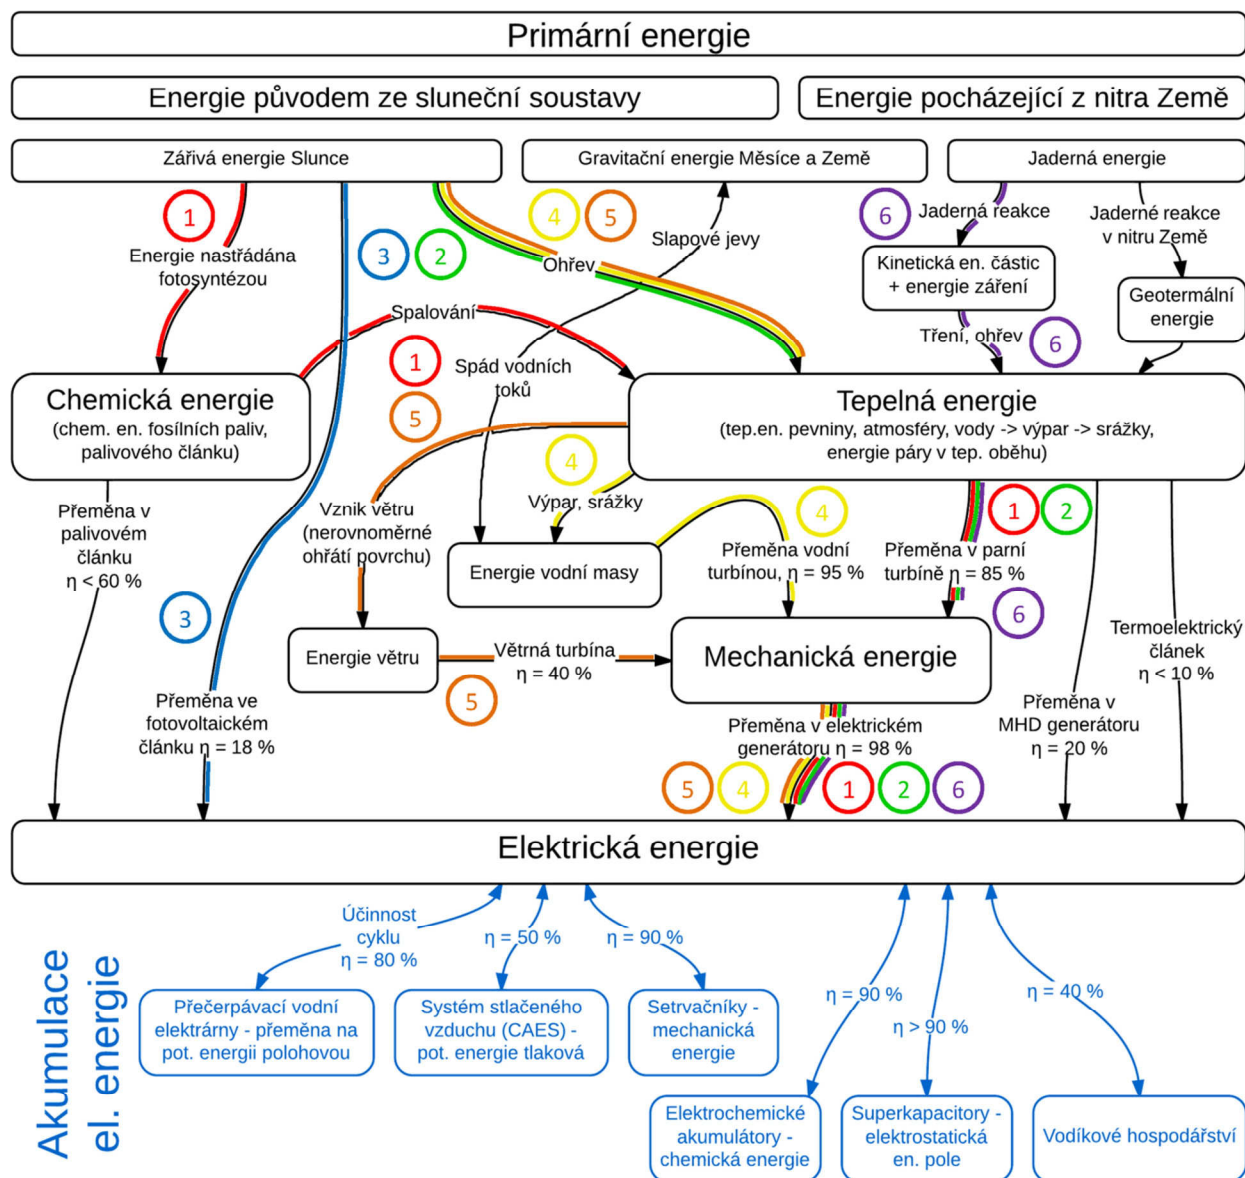 Primární energie
Energie původem ze sluneční soustavy
Energie pocházející z nitra Země
Zářivá energie Slunce
Gravitační energie Měsíce a Země
Jaderná energie
1
Energie nastřádána
fotosyntézou
3
2
4
5
Ohřev
Slapové jevy
6
Jaderná reakce
Jaderné reakce
v nitru Země
Kinetická en. částic
+ energie záření
Geotermální
energie
Spalování
1
Tření, ohřev
6
Spád vodních
toků
Chemická energie
(chem. en. fosílních paliv,
palivového článku)
5
Tepelná energie
(tep.en. pevniny, atmosféry, vody -> výpar -> srážky,
energie páry v tep. oběhu)
4
Výpar, srážky
Vznik větru
(nerovnoměrné
ohřátí povrchu)
Přeměna v
palivovém
článku
η < 60 %
4
1
2
Přeměna vodní
turbínou, η = 95 %
Přeměna v parní
turbíně η = 85 %
Energie vodní masy
3
6
Energie větru
Větrná turbína
η = 40 %
5
Mechanická energie
Termoelektrický
článek
η < 10 %
Přeměna ve
fotovoltaickém
článku η = 18 %
Přeměna v elektrickém
generátoru η = 98 %
Přeměna v
MHD generátoru
η = 20 %
5
4
1
2
6
Elektrická energie
Akumulace
el. energie
Účinnost
cyklu
η = 80 %
η = 50 %
η = 90 %
η = 90 %
η > 90 %
η = 40 %
Přečerpávací vodní
elektrárny - přeměna na
pot. energii polohovou
Systém stlačeného
vzduchu (CAES) -
pot. energie tlaková
Setrvačníky -
mechanická
energie
Elektrochemické
akumulátory -
chemická energie
Superkapacitory -
elektrostatická
en. pole
Vodíkové hospodářství